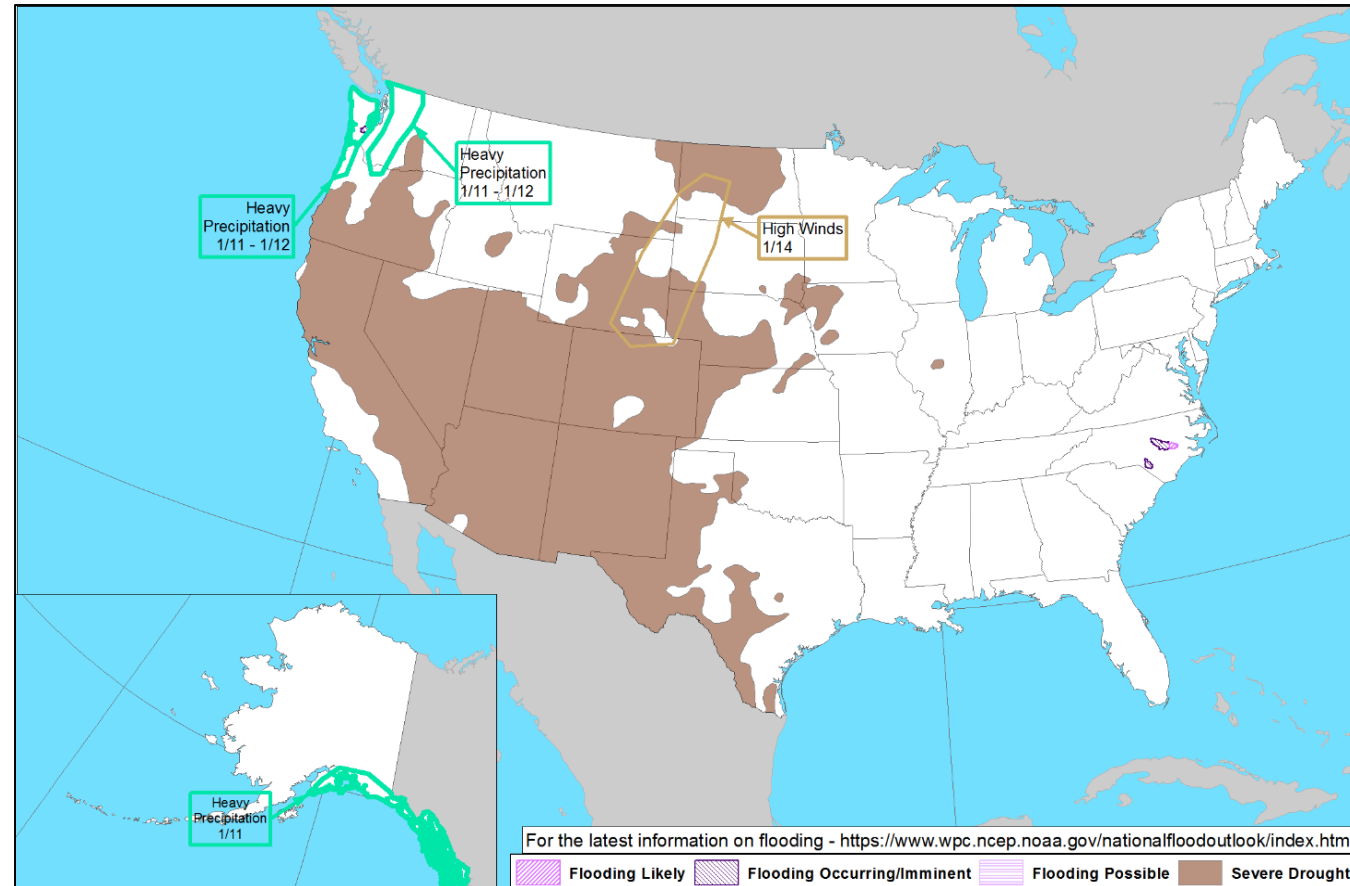 Heavy
Precipitation
1/11 - 1/12
Heavy
Precipitation
1/11 - 1/12
High Winds
1/14
Heavy
Precipitation
1/11
For the latest information on flooding - https://www.wpc.ncep.noaa.gov/nationalfloodoutlook/index.htm
Flooding Likely Flooding Occurring/Imminent Flooding Possible Severe Drought